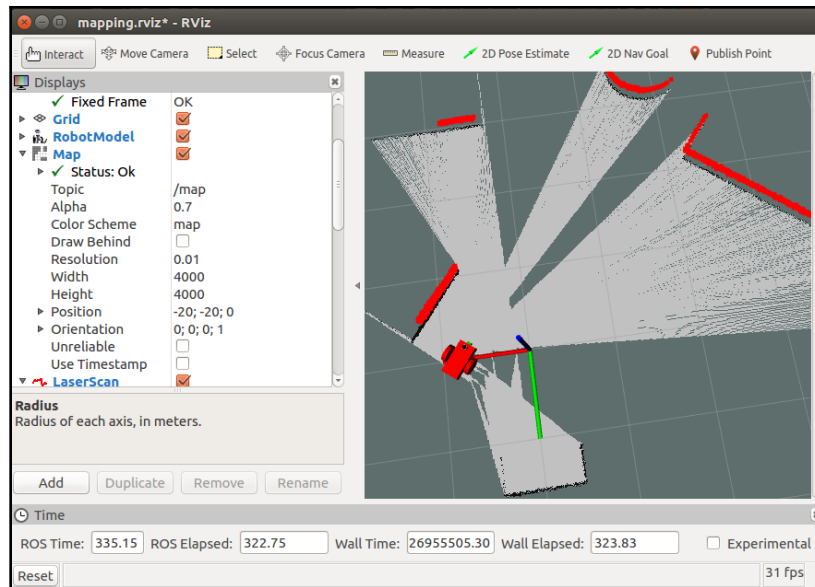 mapping.rviz* - RViz
Interact Move Camera Select Focus Camera Measure 2D Pose Estimate 2D Nav Goal Publish Point
Displays
Fixed Frame OK
Grid
RobotModel
Map
Status: Ok
Topic /map
Alpha 0.7
Color Scheme map
Draw Behind
Resolution 0.01
Width 4000
Height 4000
Position -20; -20; 0
Orientation 0; 0; 0; 1
Unreliable
Use Timestamp
LaserScan
Radius
Radius of each axis, in meters.
Add Duplicate Remove Rename
Time
ROS Time: 335.15 ROS Elapsed: 322.75 Wall Time: 26955505.30 Wall Elapsed: 323.83 Experimental
Reset 31 fps